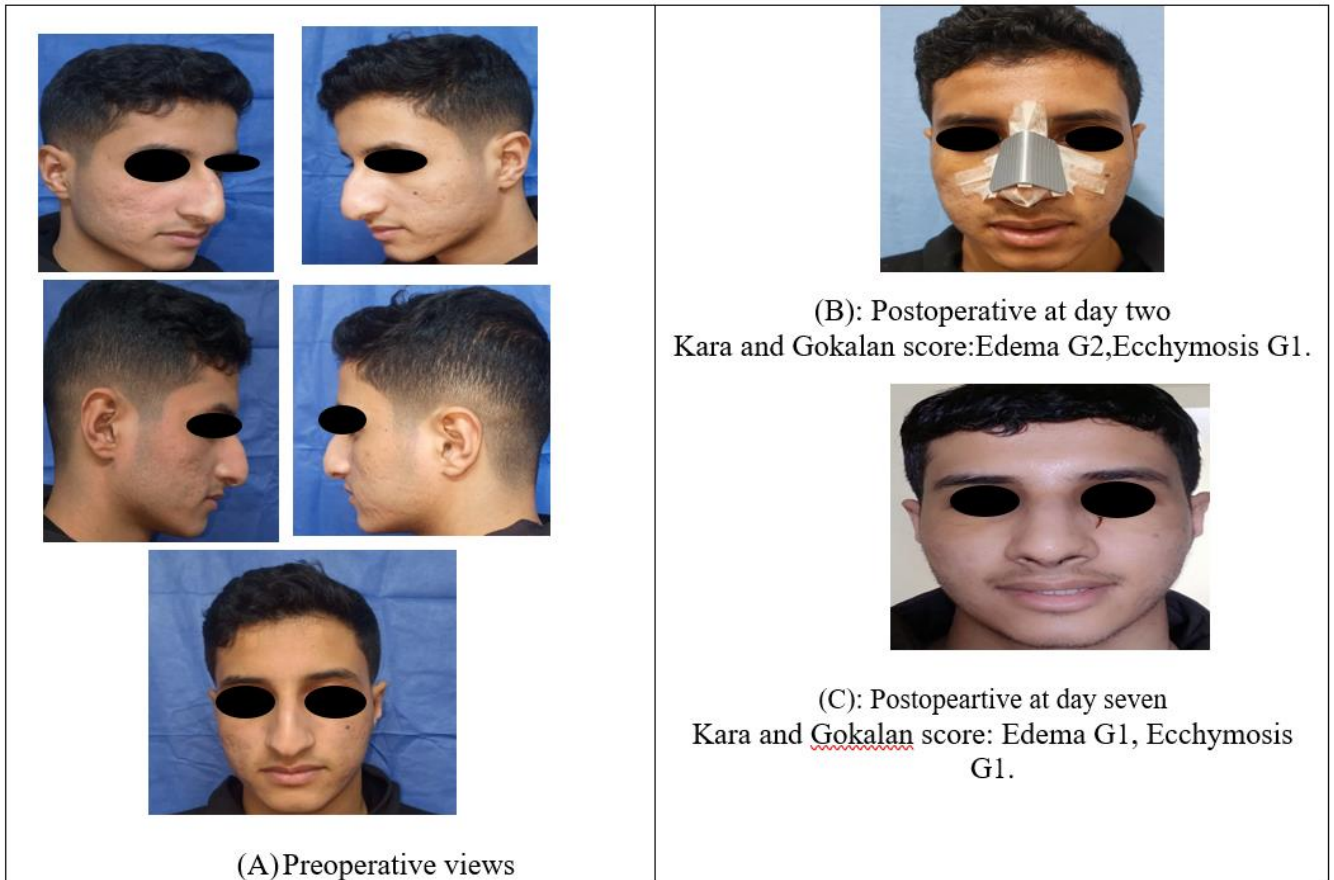 (A)Preoperative views
(B): Postoperative at day two
Kara and Gokalan score:Edema G2,Ecchymosis G1.
(C): Postopeartive at day seven
Kara and Gokalan score: Edema G1, Ecchymosis
G1.